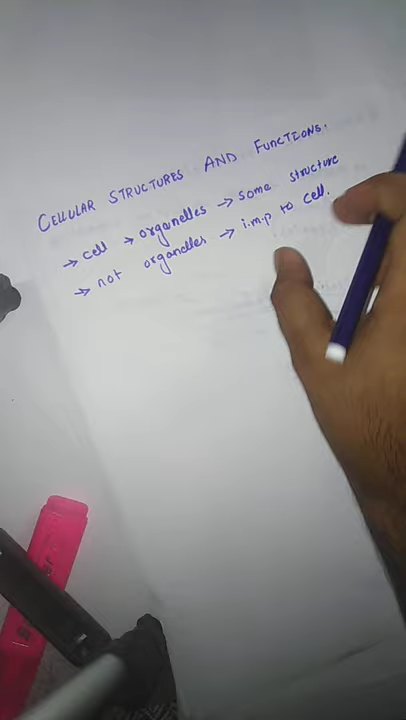 CELLULAR STRUCTURES AND FUNCTIONS.
→ cell → organelles → some structure
→ not organelles → i.m.p to cell.